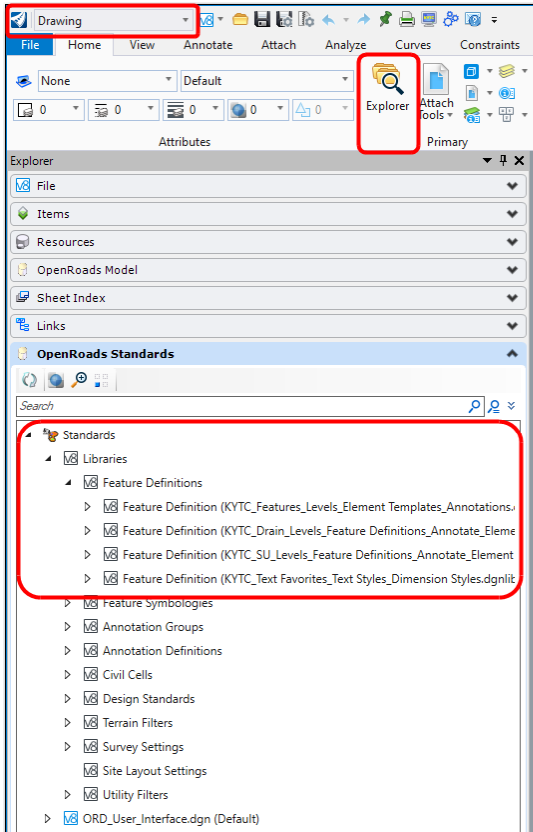 Drawing
File Home View Annotate Attach Analyze Curves Constraints
None Default
0 0 0 0 0
Explorer Attach Tools
Attributes Primary
Explorer
File
Items
Resources
OpenRoads Model
Sheet Index
Links
OpenRoads Standards
Search
Standards
Libraries
Feature Definitions
Feature Definition (KYTC_Features_Levels_Element Templates_Annotations.
Feature Definition (KYTC_Drain_Levels_Feature Definitions_Annotate_Eleme
Feature Definition (KYTC_SU_Levels_Feature Definitions_Annotate_Element
Feature Definition (KYTC_Text Favorites_Text Styles_Dimension Styles.dgnlib
Feature Symbologies
Annotation Groups
Annotation Definitions
Civil Cells
Design Standards
Terrain Filters
Survey Settings
Site Layout Settings
Utility Filters
ORD_User_Interface.dgn (Default)